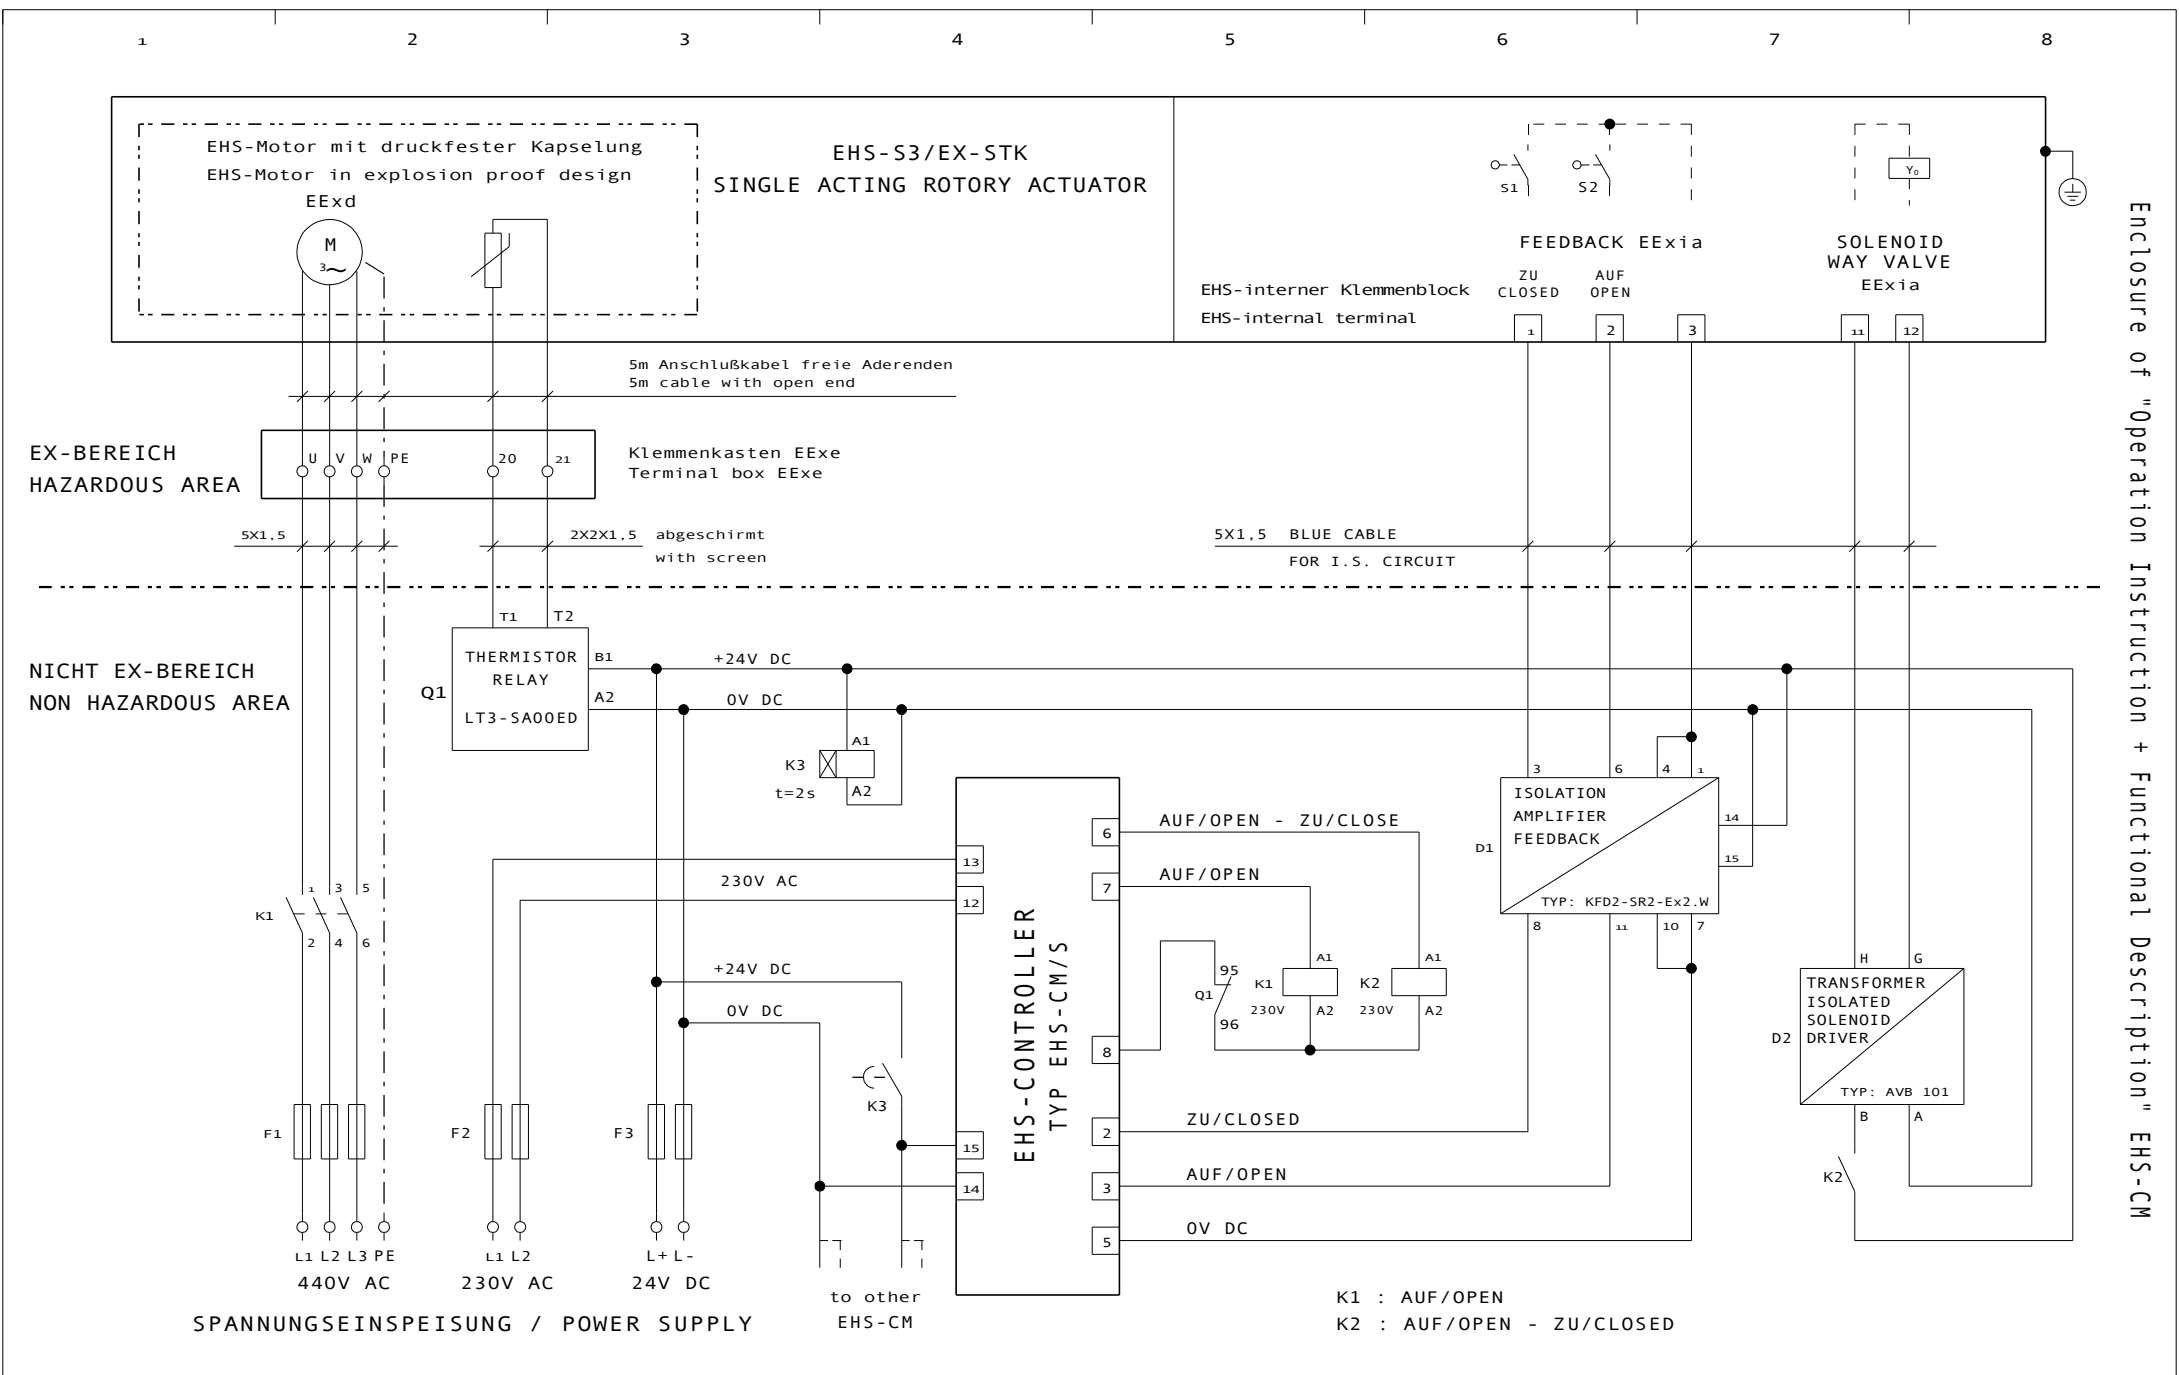 1 2 3 4 5 6 7 8
EHS-Motor mit druckfester Kapselung
EHS-Motor in explosion proof design
EExd
M
3~
EHS-S3/EX-STK
SINGLE ACTING ROTORY ACTUATOR
S1 S2
Y0
FEEDBACK EExia
SOLENOID
WAY VALVE
EExia
EHS-interner Klemmenblock
EHS-internal terminal
ZU
CLOSED
AUF
OPEN
1 2 3 11 12
5m Anschlußkabel freie Aderenden
5m cable with open end
EX-BEREICH
HAZARDOUS AREA
U V W PE 20 21
Klemmenkasten EExe
Terminal box EExe
5X1,5
2X2X1,5 abgeschirmt
with screen
5X1,5 BLUE CABLE
FOR I.S. CIRCUIT
NICHT EX-BEREICH
NON HAZARDOUS AREA
T1 T2
Q1
THERMISTOR
RELAY
LT3-SA00ED
B1
A2
+24V DC
0V DC
K3
t=2s
A1
A2
13
12
230V AC
K1
1 3 5
2 4 6
+24V DC
0V DC
K3
15
14
EHS-CONTROLLER
TYP EHS-CM/S
6
7
8
2
3
5
AUF/OPEN - ZU/CLOSE
AUF/OPEN
95
Q1
96
K1
230V
A1
A2
K2
230V
A1
A2
ZU/CLOSED
AUF/OPEN
0V DC
3 6 4 1
D1
ISOLATION
AMPLIFIER
FEEDBACK
TYP: KFD2-SR2-Ex2.W
14
15
8 11 10 7
H G
D2
TRANSFORMER
ISOLATED
SOLENOID
DRIVER
TYP: AVB 101
B A
K2
F1 F2 F3
L1 L2 L3 PE
440V AC
L1 L2
230V AC
L+ L-
24V DC
SPANNUNGSEINSPEISUNG / POWER SUPPLY
to other
EHS-CM
K1 : AUF/OPEN
K2 : AUF/OPEN - ZU/CLOSED
Enclosure of "Operation Instruction + Functional Description" EHS-CM